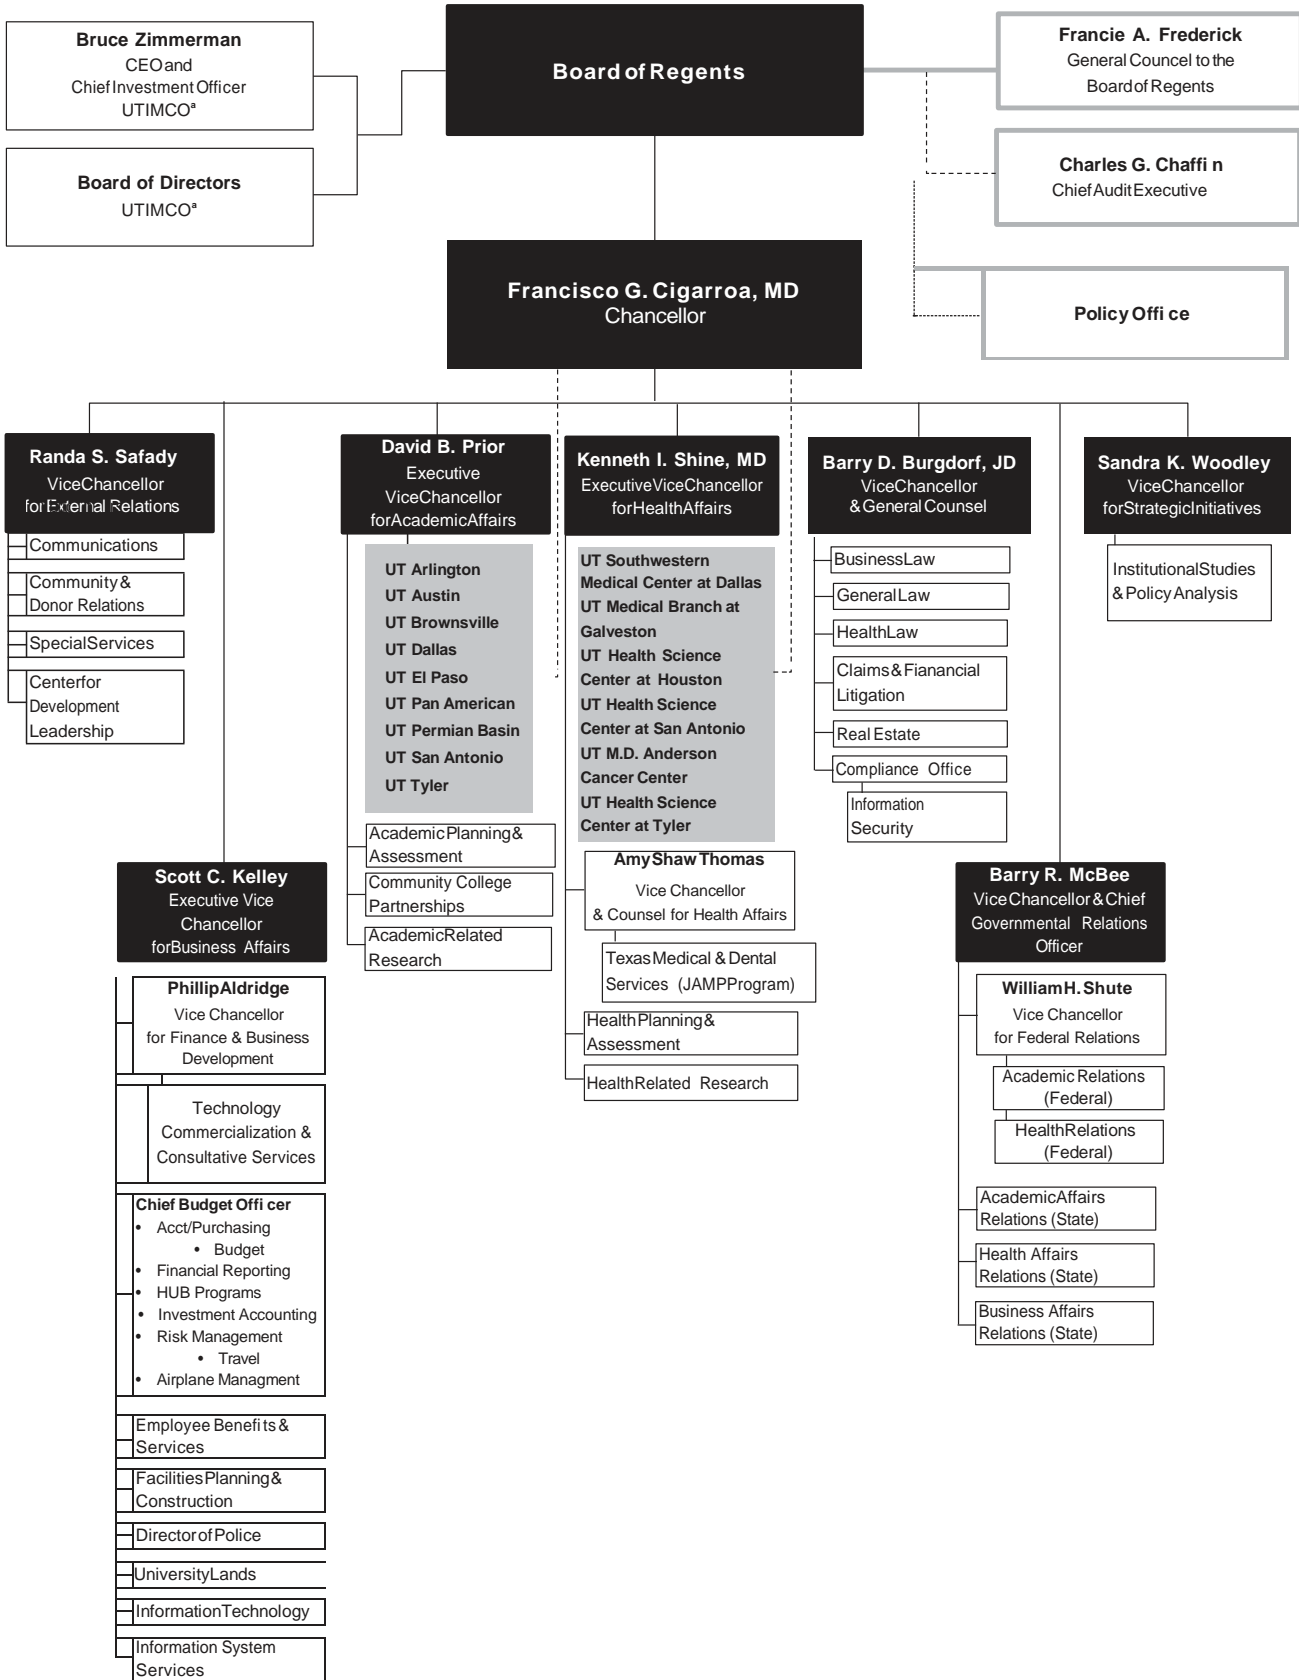 Bruce Zimmerman
CEO and
Chief Investment Officer
UTIMCOª
Board of Directors
UTIMCOª
Board of Regents
Francie A. Frederick
General Councel to the
Board of Regents
Charles G. Chaffin
Chief Audit Executive
Policy Office
Francisco G. Cigarroa, MD
Chancellor
Randa S. Safady
Vice Chancellor
for External Relations
Communications
Community &
Donor Relations
Special Services
Center for
Development
Leadership
David B. Prior
Executive
Vice Chancellor
for Academic Affairs
UT Arlington
UT Austin
UT Brownsville
UT Dallas
UT El Paso
UT Pan American
UT Permian Basin
UT San Antonio
UT Tyler
Academic Planning &
Assessment
Community College
Partnerships
Academic Related
Research
Kenneth I. Shine, MD
Executive Vice Chancellor
for Health Affairs
UT Southwestern
Medical Center at Dallas
UT Medical Branch at
Galveston
UT Health Science
Center at Houston
UT Health Science
Center at San Antonio
UT M.D. Anderson
Cancer Center
UT Health Science
Center at Tyler
Amy Shaw Thomas
Vice Chancellor
& Counsel for Health Affairs
Texas Medical & Dental
Services (JAMP Program)
Health Planning &
Assessment
Health Related Research
Barry D. Burgdorf, JD
Vice Chancellor
& General Counsel
Business Law
General Law
Health Law
Claims & Fianancial
Litigation
Real Estate
Compliance Office
Information
Security
Sandra K. Woodley
Vice Chancellor
for Strategic Initiatives
Institutional Studies
& Policy Analysis
Scott C. Kelley
Executive Vice
Chancellor
for Business Affairs
Phillip Aldridge
Vice Chancellor
for Finance & Business
Development
Technology
Commercialization &
Consultative Services
Chief Budget Officer
• Acct/Purchasing
• Budget
• Financial Reporting
• HUB Programs
• Investment Accounting
• Risk Management
• Travel
• Airplane Managment
Employee Benefits &
Services
Facilities Planning &
Construction
Director of Police
University Lands
Information Technology
Information System
Services
Barry R. McBee
Vice Chancellor & Chief
Governmental Relations
Officer
William H. Shute
Vice Chancellor
for Federal Relations
Academic Relations
(Federal)
Health Relations
(Federal)
Academic Affairs
Relations (State)
Health Affairs
Relations (State)
Business Affairs
Relations (State)